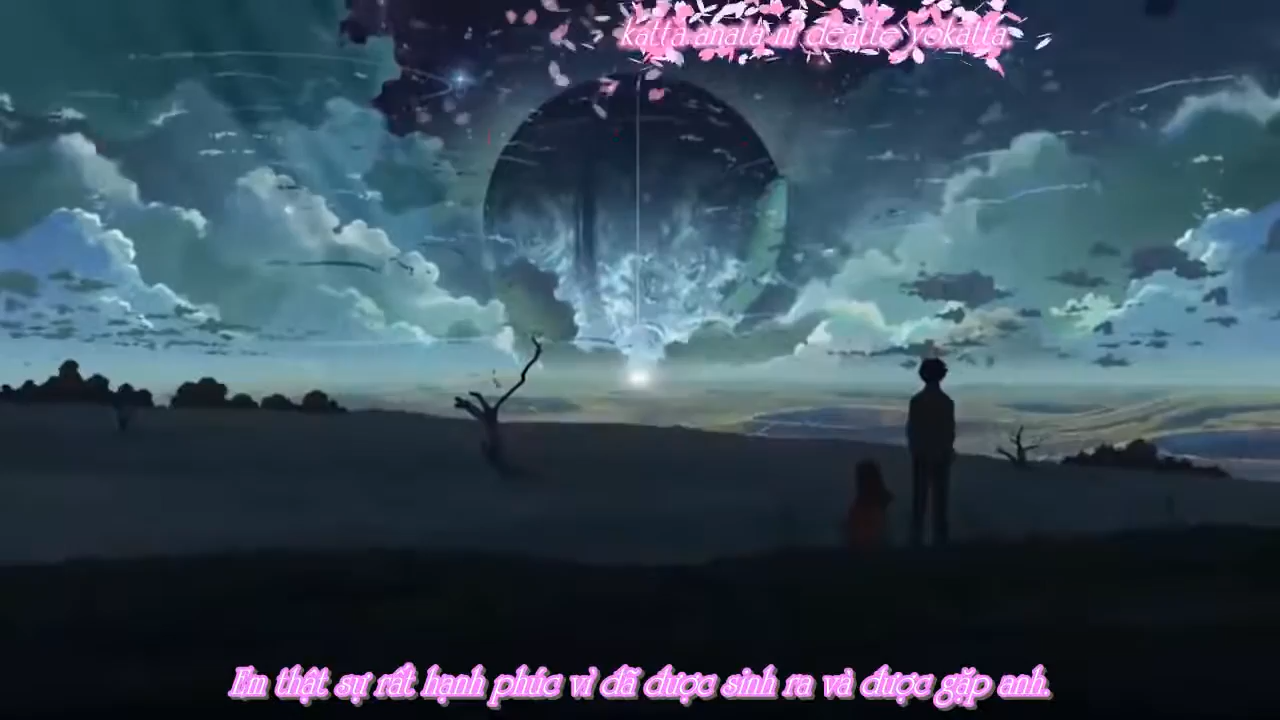 katta anata ni deatte yokatta
Em thật sự rất hạnh phúc vì đã được sinh ra và được gặp anh.